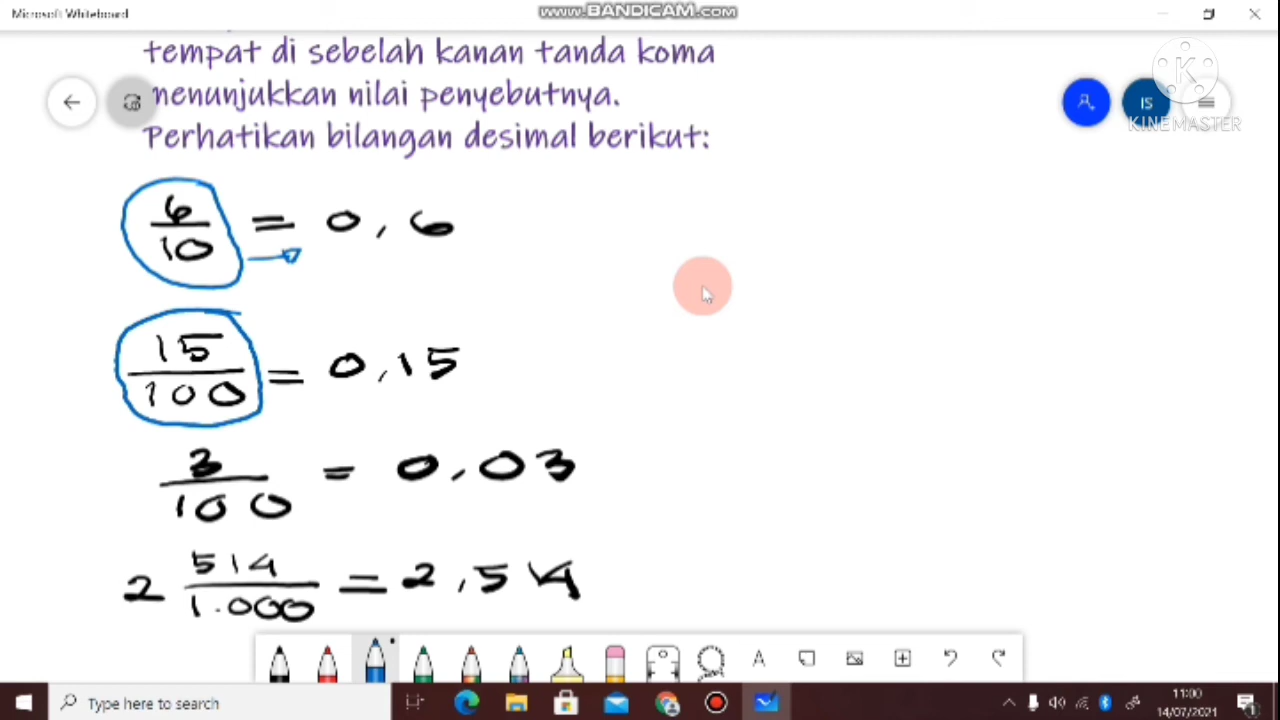 Microsoft Whiteboard
www.BANDICAM.com
tempat di sebelah kanan tanda koma
menunjukkan nilai penyebutnya.
Perhatikan bilangan desimal berikut:
IS
K
KINEMASTER
6/10 = 0,6
15/100 = 0,15
3/100 = 0,03
2 514/1.000 = 2,514
A
Type here to search
11:00
14/07/2021
1